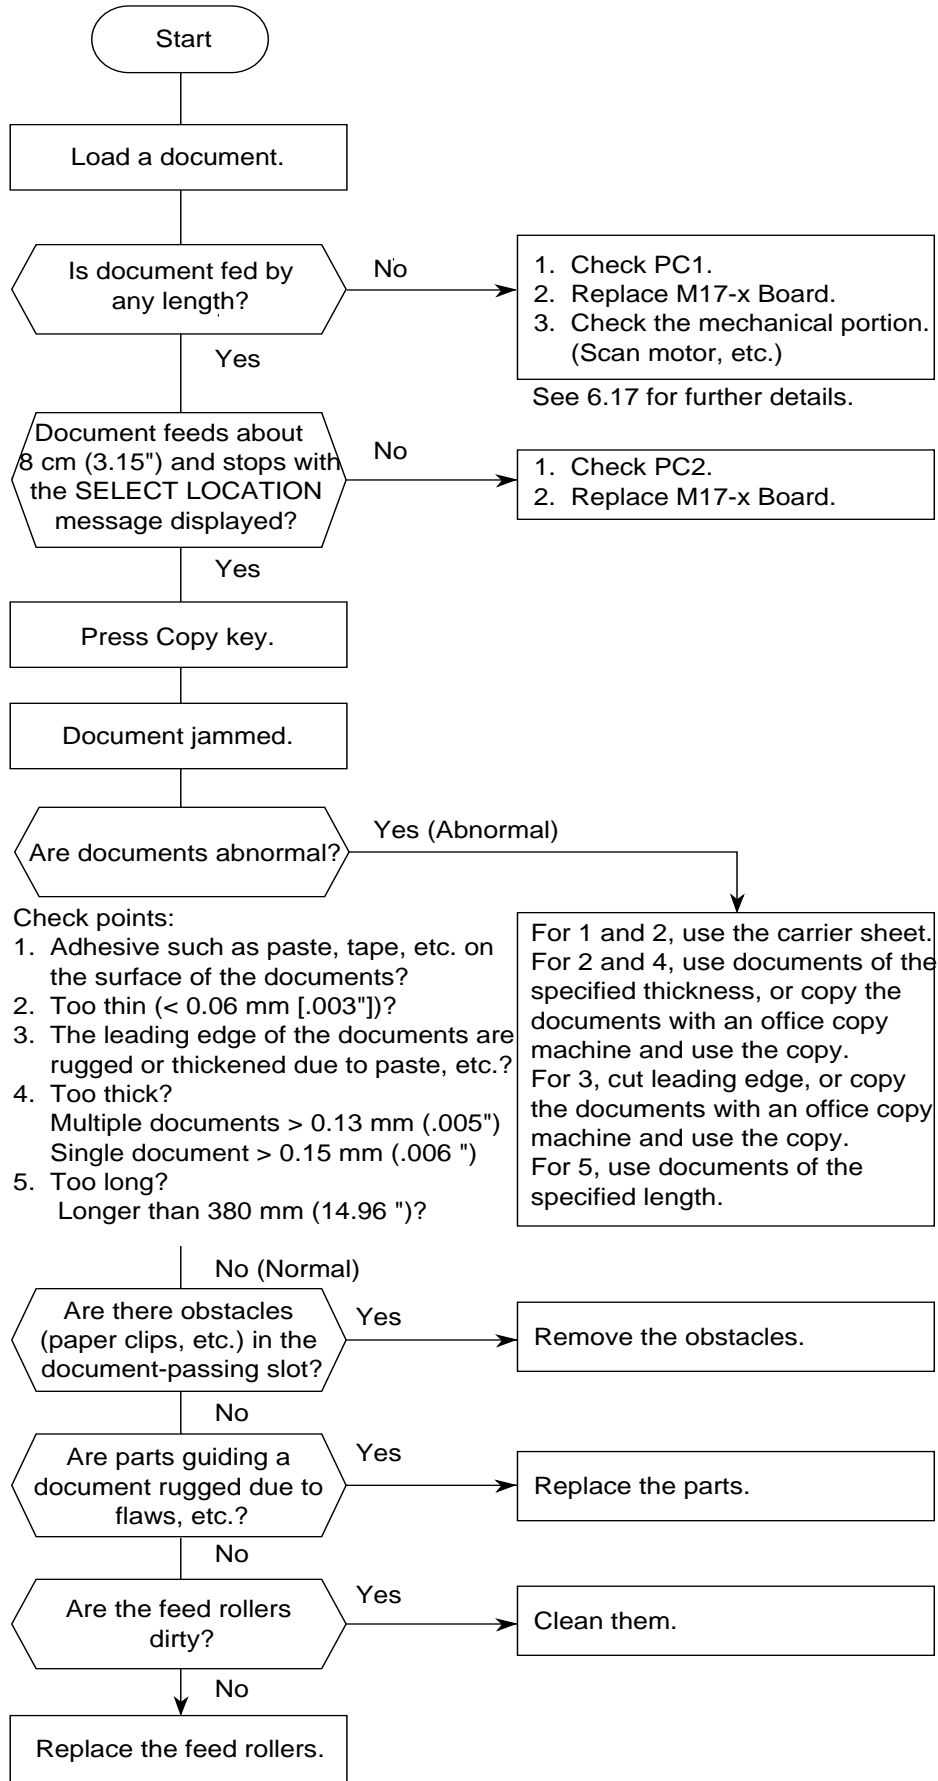 Start
Load a document.
Is document fed by
any length?
No
1. Check PC1.
2. Replace M17-x Board.
3. Check the mechanical portion.
(Scan motor, etc.)
See 6.17 for further details.
Yes
Document feeds about
8 cm (3.15") and stops with
the SELECT LOCATION
message displayed?
No
1. Check PC2.
2. Replace M17-x Board.
Yes
Press Copy key.
Document jammed.
Are documents abnormal?
Yes (Abnormal)
Check points:
1. Adhesive such as paste, tape, etc. on
the surface of the documents?
2. Too thin (< 0.06 mm [.003"])?
3. The leading edge of the documents are
rugged or thickened due to paste, etc.?
4. Too thick?
Multiple documents > 0.13 mm (.005")
Single document > 0.15 mm (.006 ")
5. Too long?
Longer than 380 mm (14.96 ")?
For 1 and 2, use the carrier sheet.
For 2 and 4, use documents of the
specified thickness, or copy the
documents with an office copy
machine and use the copy.
For 3, cut leading edge, or copy
the documents with an office copy
machine and use the copy.
For 5, use documents of the
specified length.
No (Normal)
Are there obstacles
(paper clips, etc.) in the
document-passing slot?
Yes
Remove the obstacles.
No
Are parts guiding a
document rugged due to
flaws, etc.?
Yes
Replace the parts.
No
Are the feed rollers
dirty?
Yes
Clean them.
No
Replace the feed rollers.